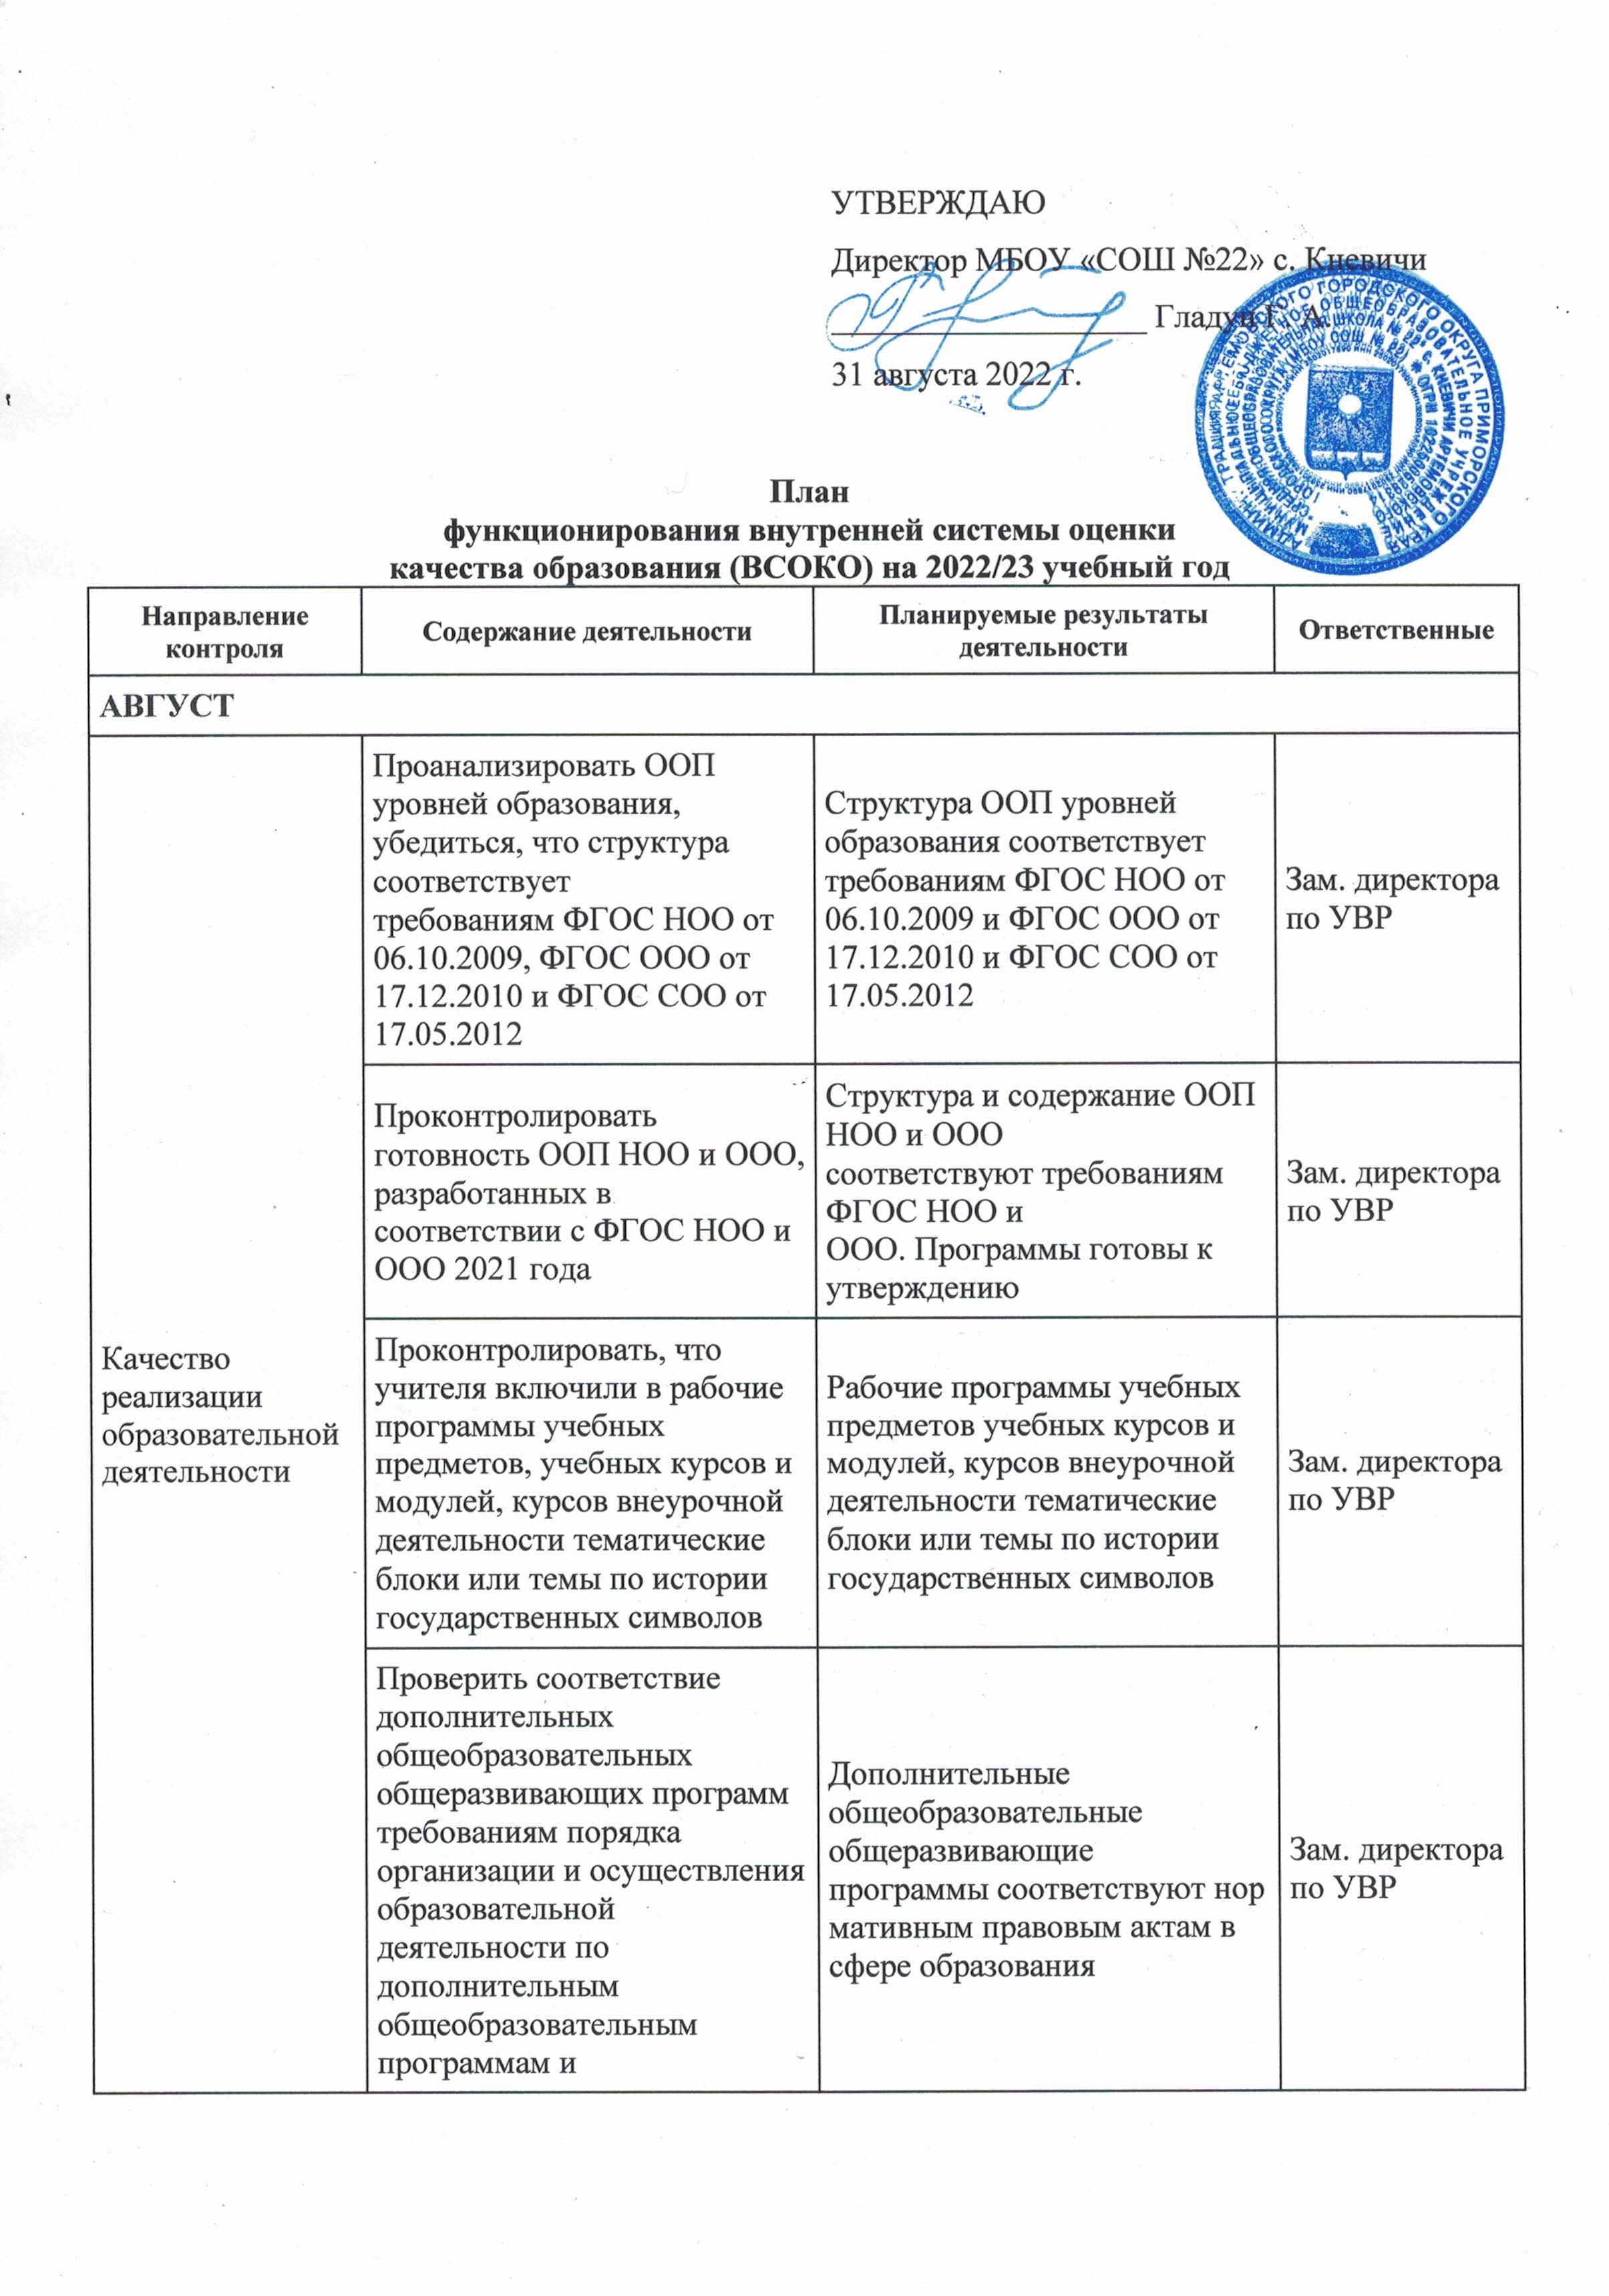 УТВЕРЖДАЮ
Директор МБОУ «СОШ №22» с. Кневичи
Гладун Г. А.
31 августа 2022 г.
План
функционирования внутренней системы оценки
качества образования (ВСОКО) на 2022/23 учебный год
Направление
контроля
Содержание деятельности
Планируемые результаты
деятельности
Ответственные
АВГУСТ
Качество
реализации
образовательной
деятельности
Проанализировать ООП
уровней образования,
убедиться, что структура
соответствует
требованиям ФГОС НОО от
06.10.2009, ФГОС ООО от
17.12.2010 и ФГОС СОО от
17.05.2012
Структура ООП уровней
образования соответствует
требованиям ФГОС НОО от
06.10.2009 и ФГОС ООО от
17.12.2010 и ФГОС СОО от
17.05.2012
Зам. директора
по УВР
Проконтролировать
готовность ООП НОО и ООО,
разработанных в
соответствии с ФГОС НОО и
ООО 2021 года
Структура и содержание ООП
НОО и ООО
соответствуют требованиям
ФГОС НОО и
ООО. Программы готовы к
утверждению
Зам. директора
по УВР
Проконтролировать, что
учителя включили в рабочие
программы учебных
предметов, учебных курсов и
модулей, курсов внеурочной
деятельности тематические
блоки или темы по истории
государственных символов
Рабочие программы учебных
предметов учебных курсов и
модулей, курсов внеурочной
деятельности тематические
блоки или темы по истории
государственных символов
Зам. директора
по УВР
Проверить соответствие
дополнительных
общеобразовательных
общеразвивающих программ
требованиям порядка
организации и осуществления
образовательной
деятельности по
дополнительным
общеобразовательным
программам и
Дополнительные
общеобразовательные
общеразвивающие
программы соответствуют нор
мативным правовым актам в
сфере образования
Зам. директора
по УВР